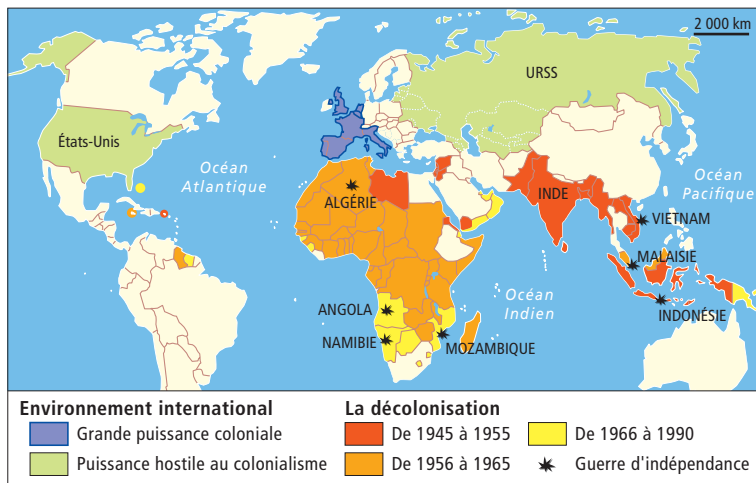 2 000 km
URSS
États-Unis
Océan
Atlantique
Océan
Pacifique
INDE
ALGÉRIE
VIETNAM
MALAISIE
Océan
Indien
ANGOLA
INDONÉSIE
NAMIBIE
MOZAMBIQUE
Environnement international
Grande puissance coloniale
Puissance hostile au colonialisme
La décolonisation
De 1945 à 1955
De 1956 à 1965
De 1966 à 1990
Guerre d'indépendance